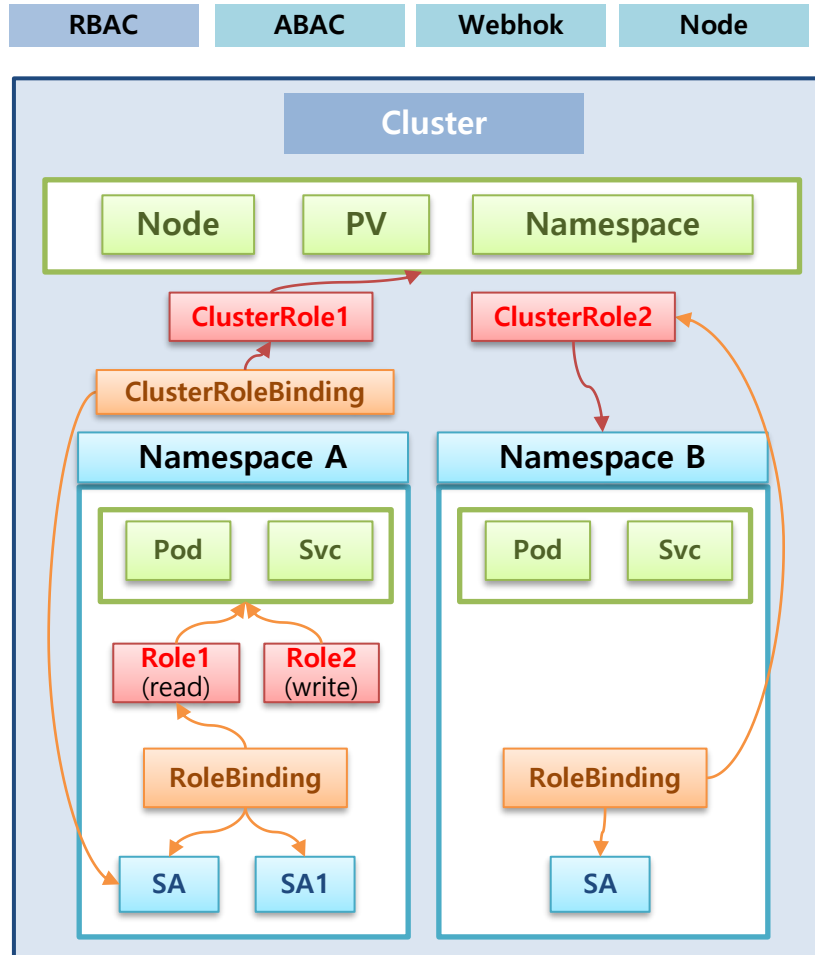 RBAC
ABAC
Webhok
Node
Cluster
Node
PV
Namespace
ClusterRole1
ClusterRole2
ClusterRoleBinding
Namespace A
Namespace B
Pod
Svc
Pod
Svc
Role1
(read)
Role2
(write)
RoleBinding
RoleBinding
SA
SA1
SA